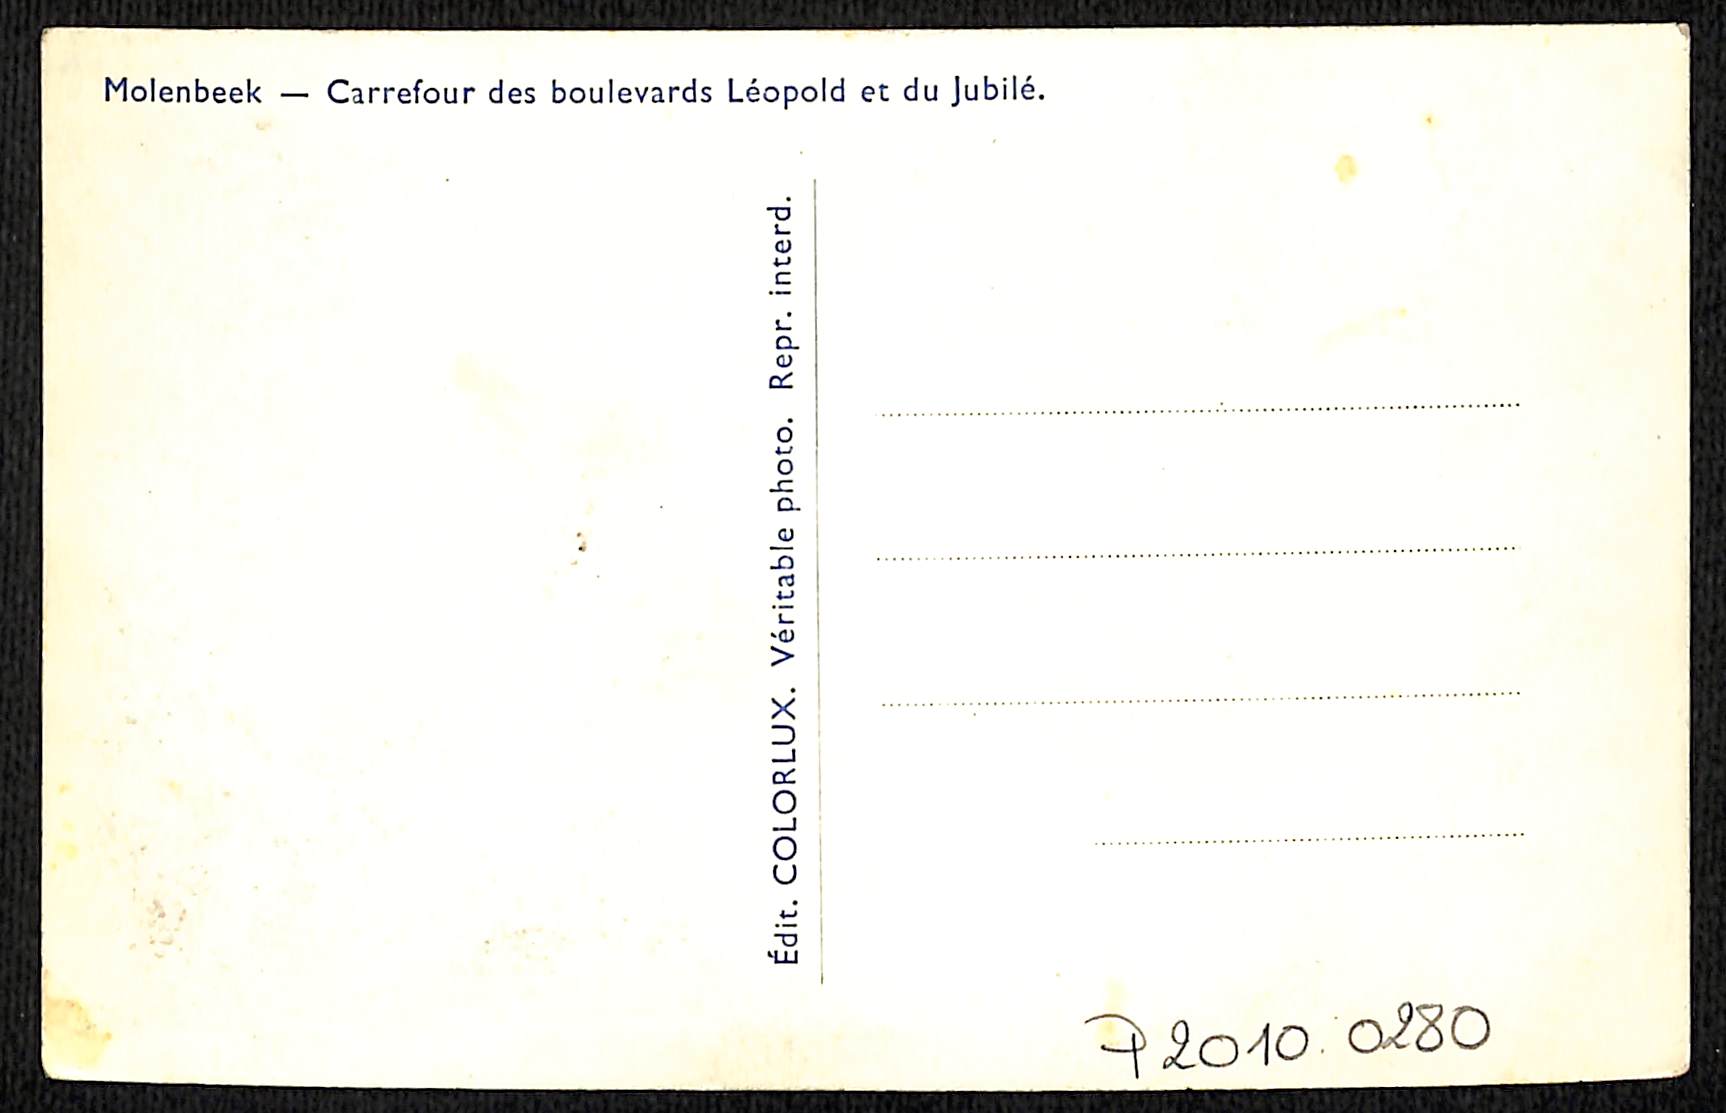 Molenbeek — Carrefour des boulevards Léopold et du Jubilé.
Édit. COLORLUX. Véritable photo. Repr. interd.
P2010.0280